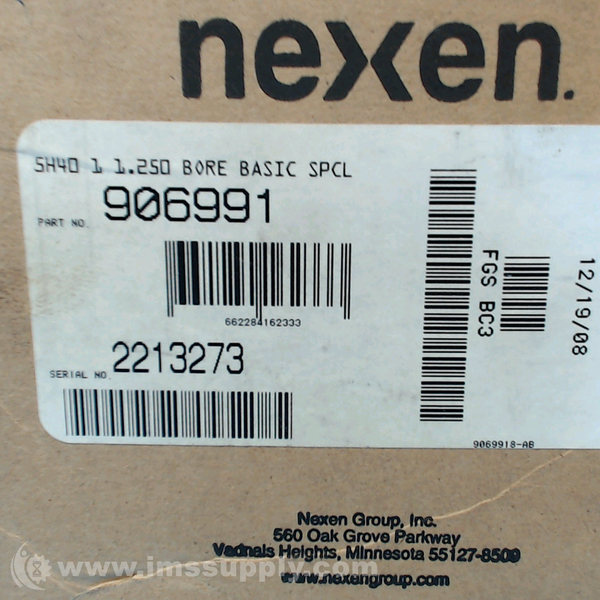 nexen.
5H40 1 1.250 BORE BASIC SPCL
PART NO. 906991
662284162333
SERIAL NO. 2213273
FGS BC3
12/19/08
9069918-AB
Nexen Group, Inc.
560 Oak Grove Parkway
Vadnais Heights, Minnesota 55127-8509
www.nexengroup.com
www.imssupply.com